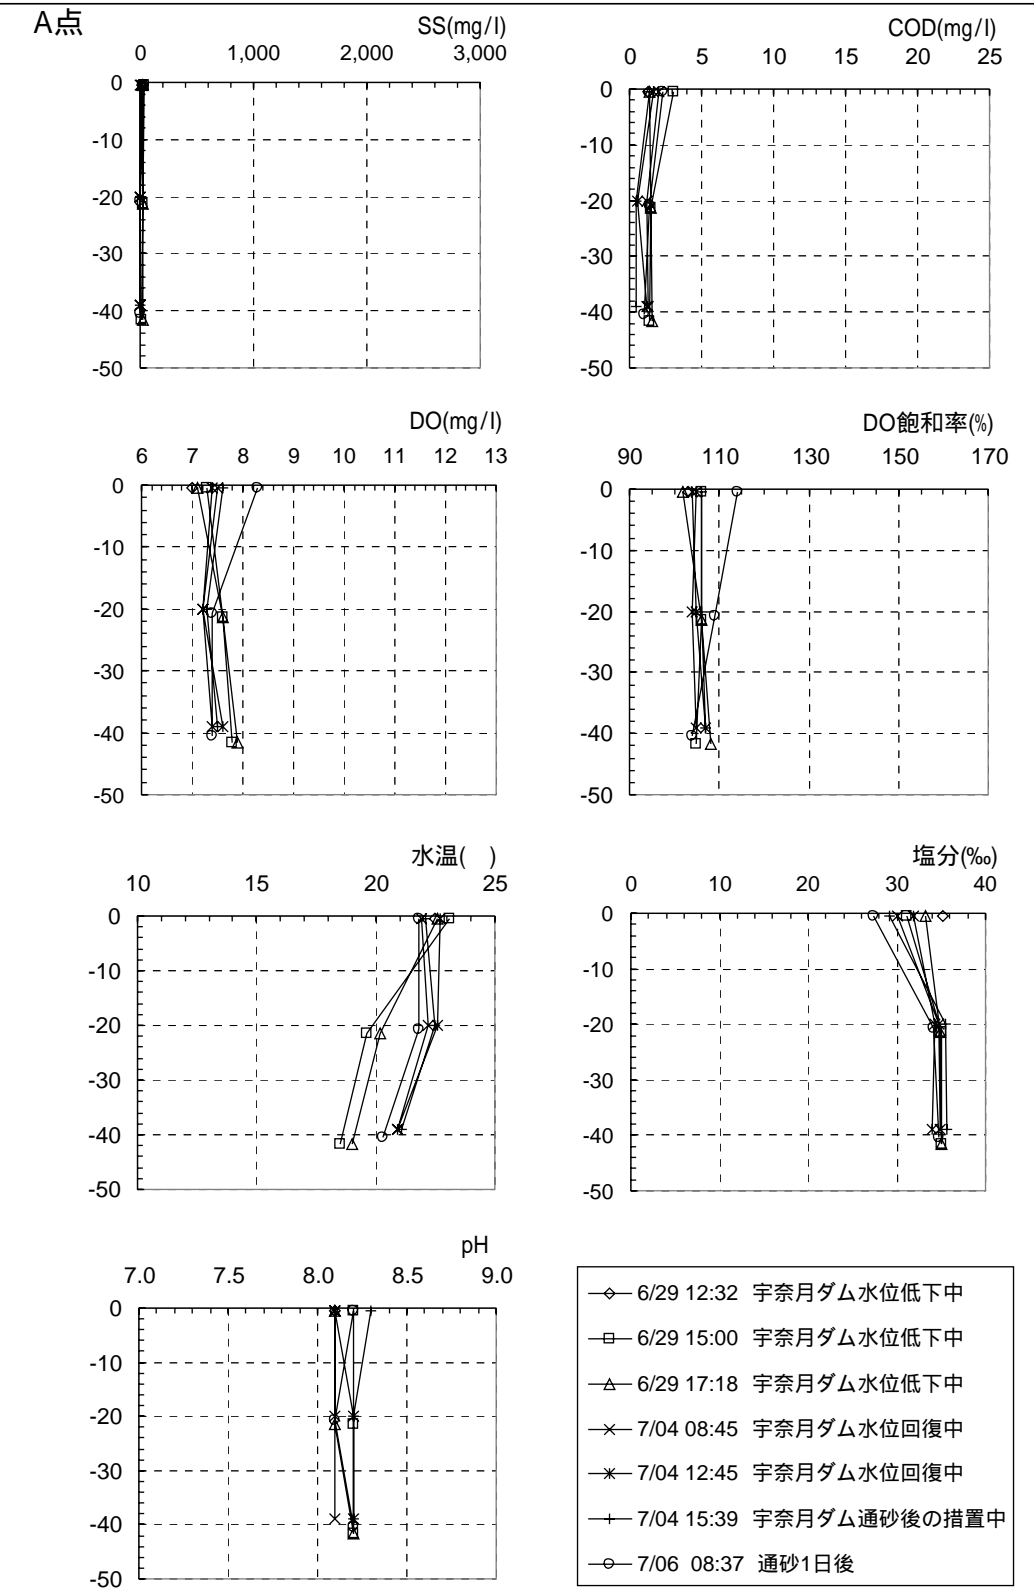 A点
SS(mg/l)
0 1,000 2,000 3,000
0
-10
-20
-30
-40
-50
COD(mg/l)
0 5 10 15 20 25
0
-10
-20
-30
-40
-50
DO(mg/l)
6 7 8 9 10 11 12 13
0
-10
-20
-30
-40
-50
DO飽和率(%)
90 110 130 150 170
0
-10
-20
-30
-40
-50
水温( )
10 15 20 25
0
-10
-20
-30
-40
-50
塩分(‰)
0 10 20 30 40
0
-10
-20
-30
-40
-50
pH
7.0 7.5 8.0 8.5 9.0
0
-10
-20
-30
-40
-50
6/29 12:32 宇奈月ダム水位低下中
6/29 15:00 宇奈月ダム水位低下中
6/29 17:18 宇奈月ダム水位低下中
7/04 08:45 宇奈月ダム水位回復中
7/04 12:45 宇奈月ダム水位回復中
7/04 15:39 宇奈月ダム通砂後の措置中
7/06 08:37 通砂1日後